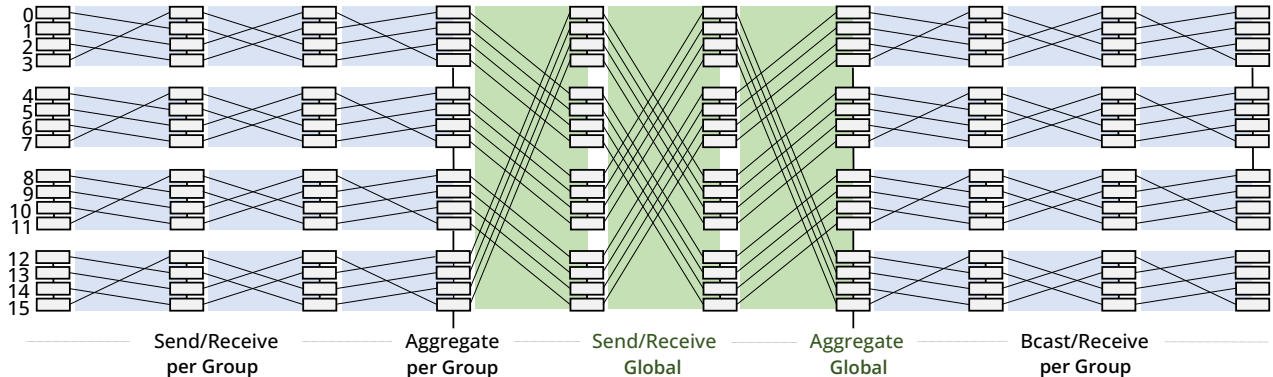 0
1
2
3
4
5
6
7
8
9
10
11
12
13
14
15
Send/Receive
per Group
Aggregate
per Group
Send/Receive
Global
Aggregate
Global
Bcast/Receive
per Group